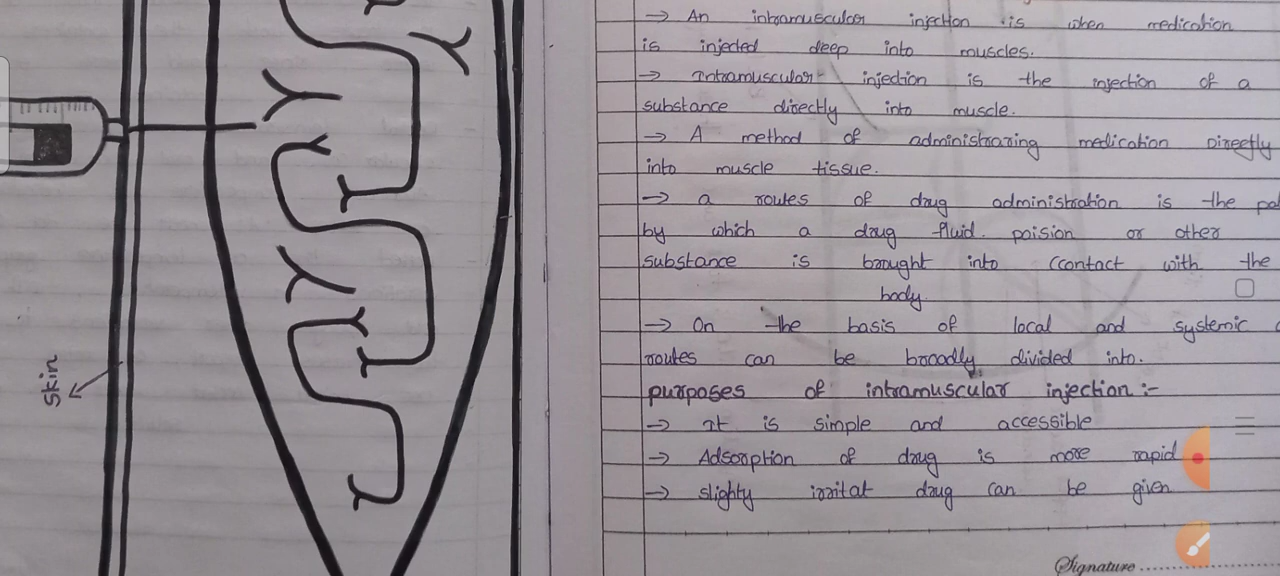 Skin
→ An intramuscular injection is when medication
is injected deep into muscles.
→ Intramuscular injection is the injection of a
substance directly into muscle.
→ A method of administraring medication Directly
into muscle tissue.
→ a routes of drug administration is the
by which a drug fluid. poision or other
substance is brought into (contact with the
body.
→ On the basis of local and systemic
routes can be broadly divided into.
purposes of intramuscular injection :-
→ It is simple and accessible
→ Adsorption of drug is more rapid
→ slighty irritat drug can be given
Signature